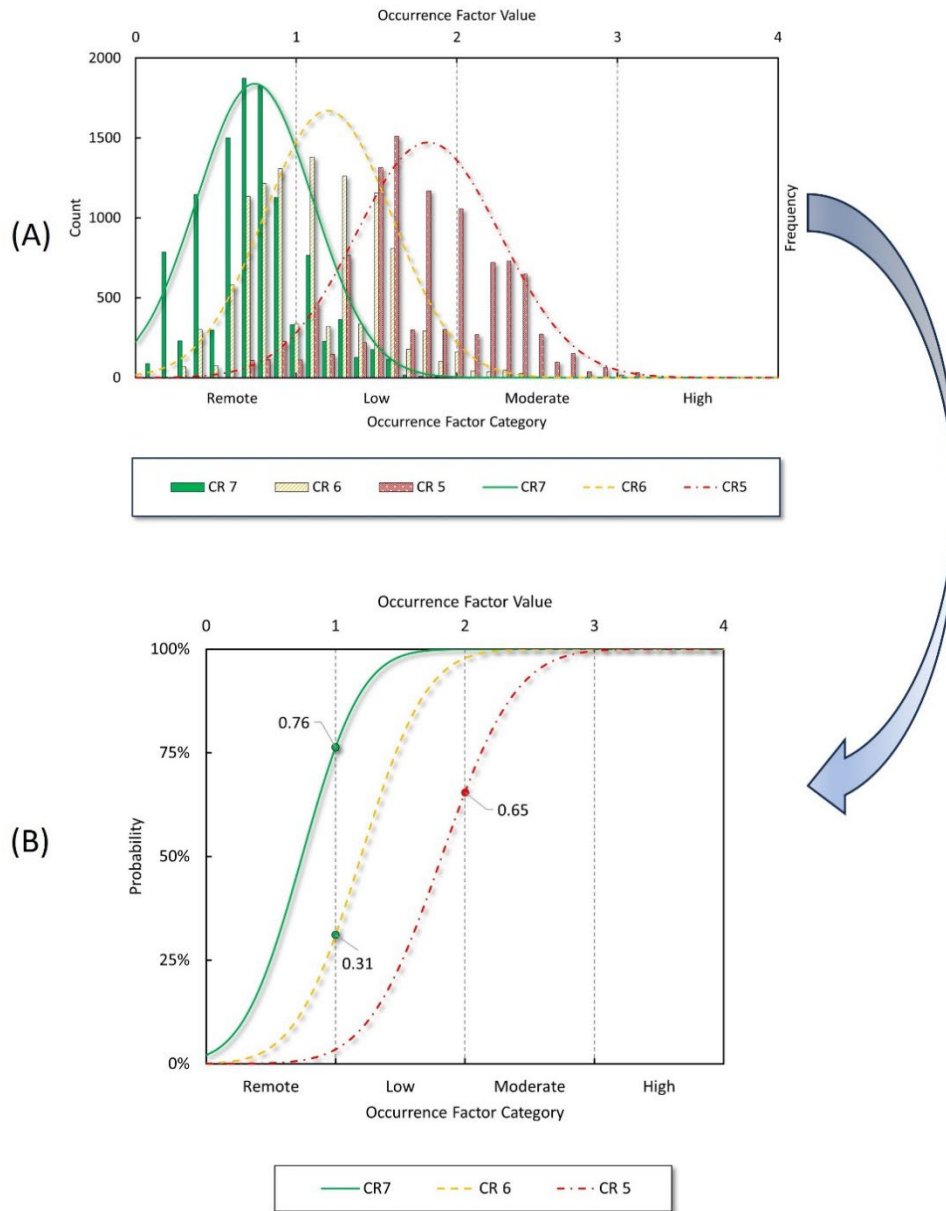 Occurrence Factor Value
0 1 2 3 4
2000
1500
1000
500
0
Count
Frequency
(A)
Remote Low Moderate High
Occurrence Factor Category
CR 7 CR 6 CR 5 CR7 CR6 CR5
Occurrence Factor Value
0 1 2 3 4
100%
75%
50%
25%
0%
Probability
0.76
0.65
0.31
(B)
Remote Low Moderate High
Occurrence Factor Category
CR7 CR 6 CR 5